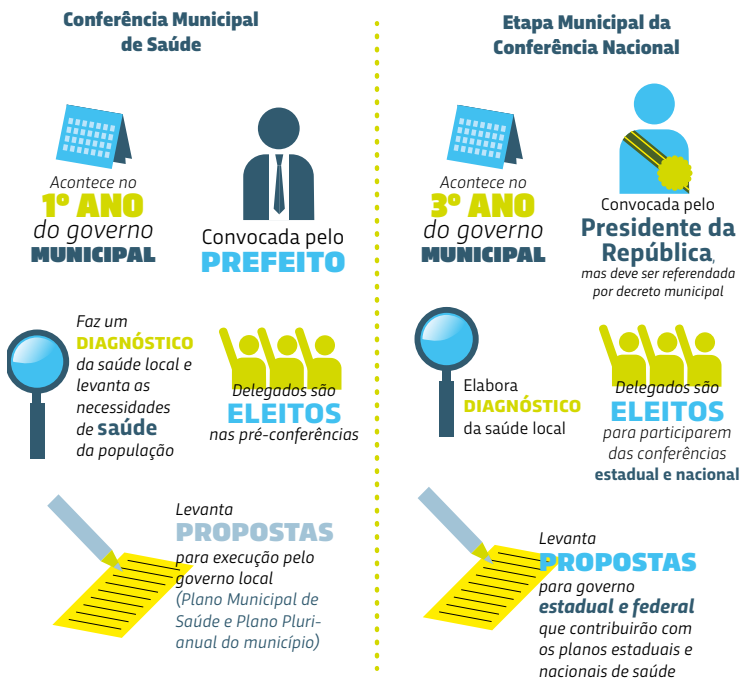 Conferência Municipal
de Saúde
Acontece no
1º ANO
do governo
MUNICIPAL
Convocada pelo
PREFEITO
Faz um
DIAGNÓSTICO
da saúde local e
levanta as
necessidades
de saúde
da população
Delegados são
ELEITOS
nas pré-conferências
Levanta
PROPOSTAS
para execução pelo
governo local
(Plano Municipal de
Saúde e Plano Pluri-
anual do município)
Etapa Municipal da
Conferência Nacional
Acontece no
3º ANO
do governo
MUNICIPAL
Convocada pelo
Presidente da
República,
mas deve ser referendada
por decreto municipal
Elabora
DIAGNÓSTICO
da saúde local
Delegados são
ELEITOS
para participarem
das conferências
estadual e nacional
Levanta
PROPOSTAS
para governo
estadual e federal
que contribuirão com
os planos estaduais e
nacionais de saúde